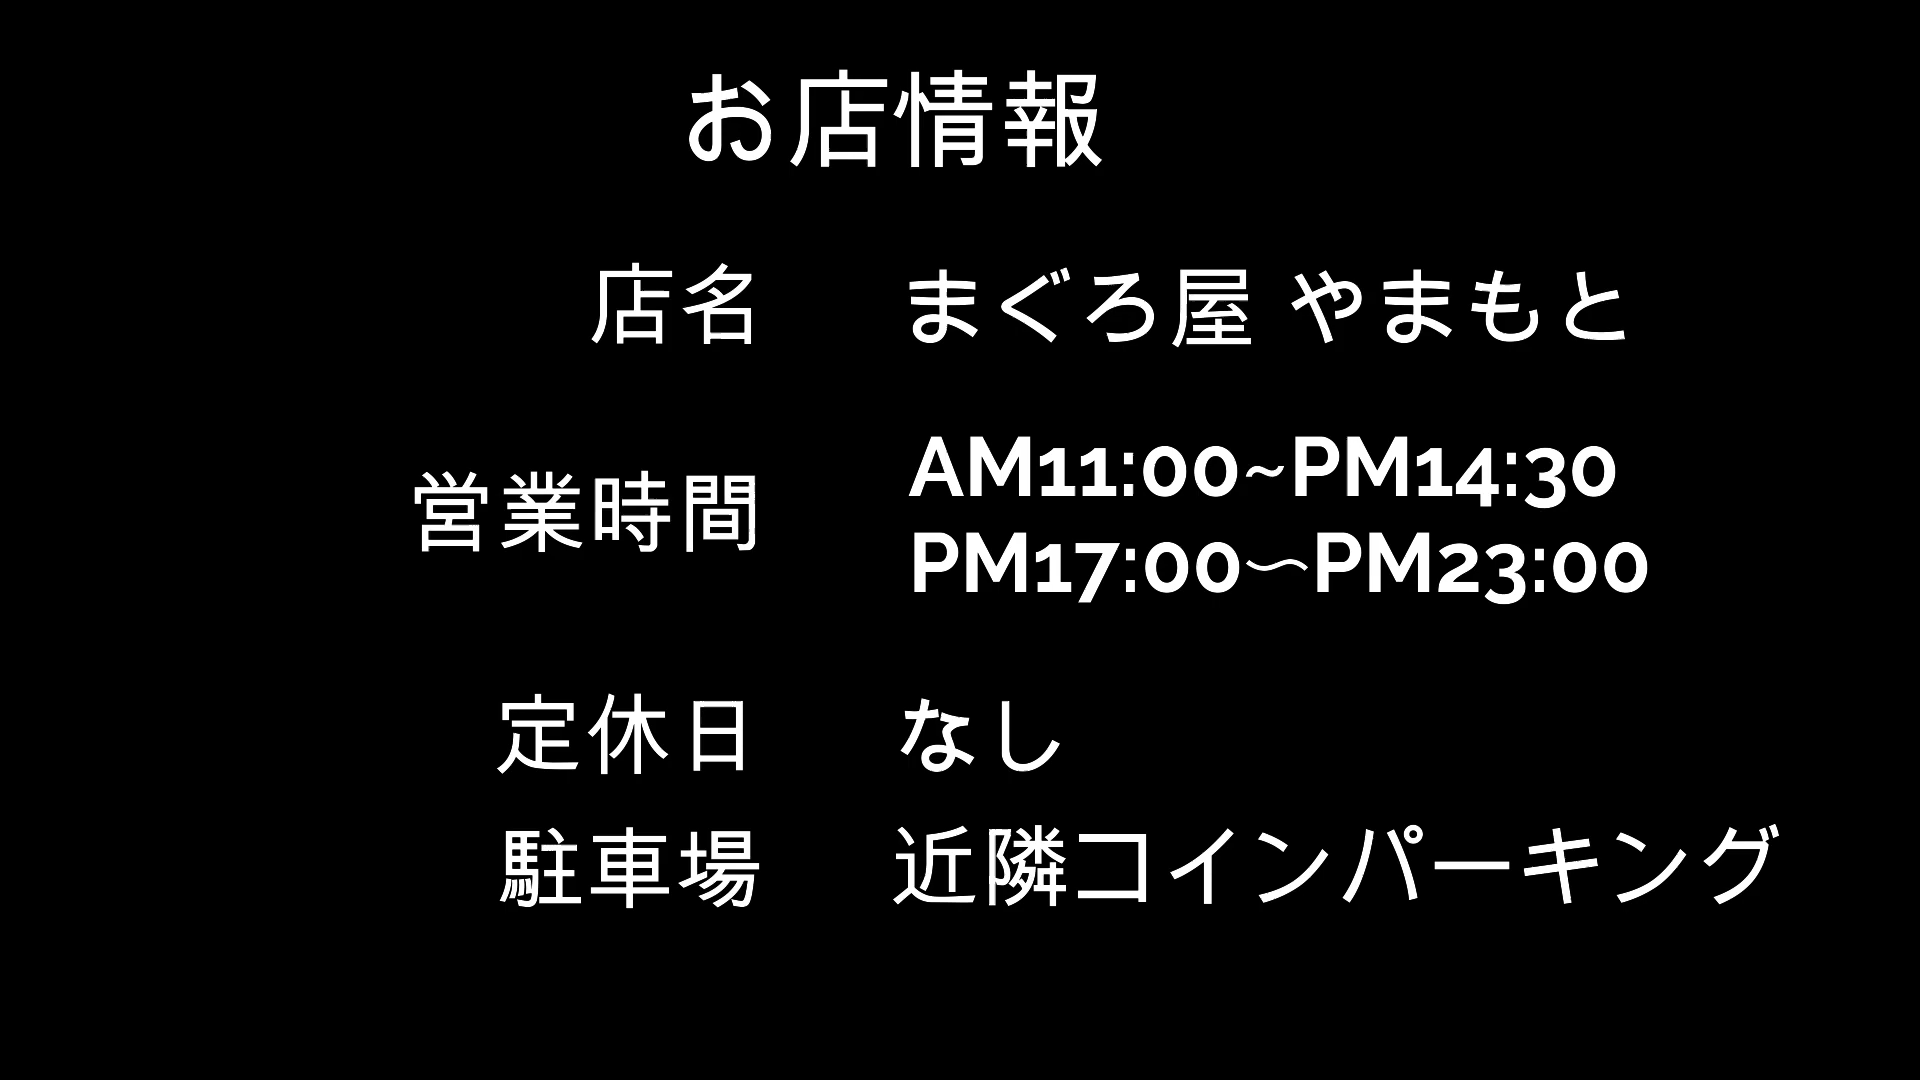 お店情報
店名 まぐろ屋 やまもと
営業時間 AM11:00~PM14:30
PM17:00〜PM23:00
定休日 なし
駐車場 近隣コインパーキング